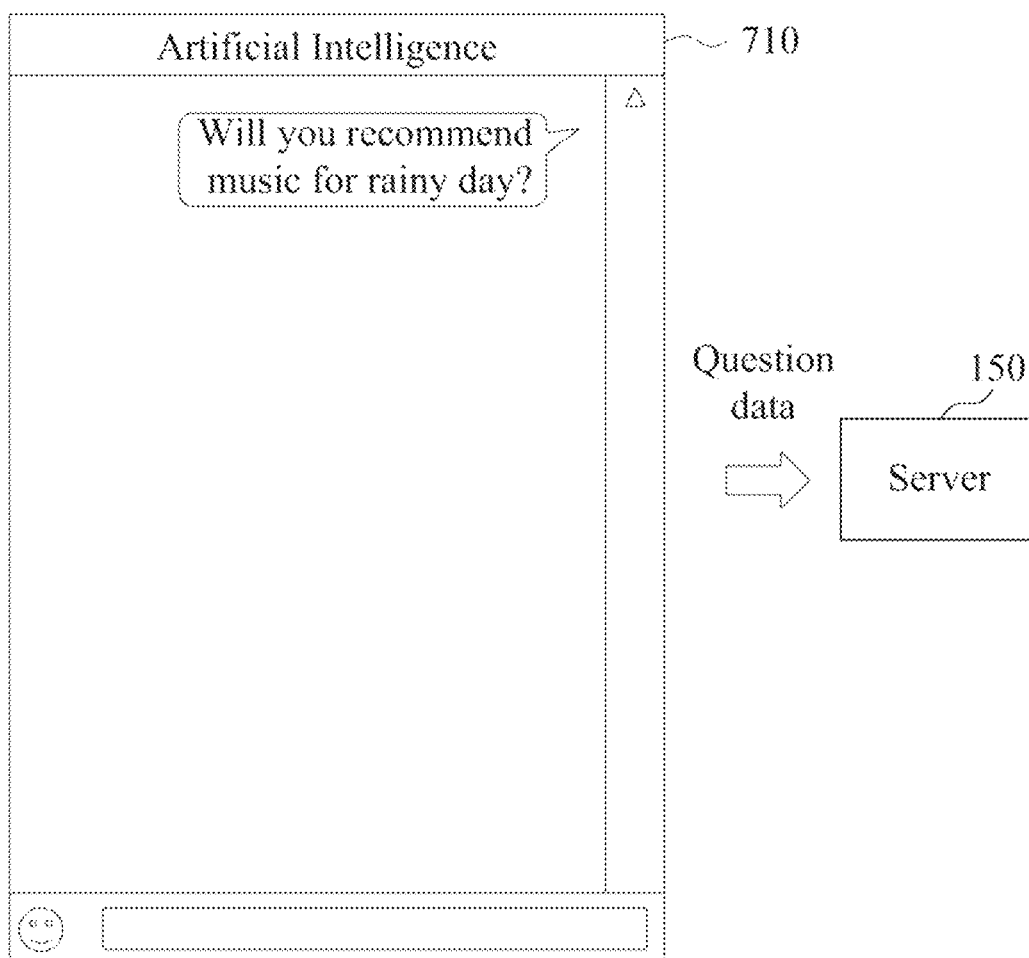 Artificial Intelligence
710
Will you recommend
music for rainy day?
Question
data
150
Server